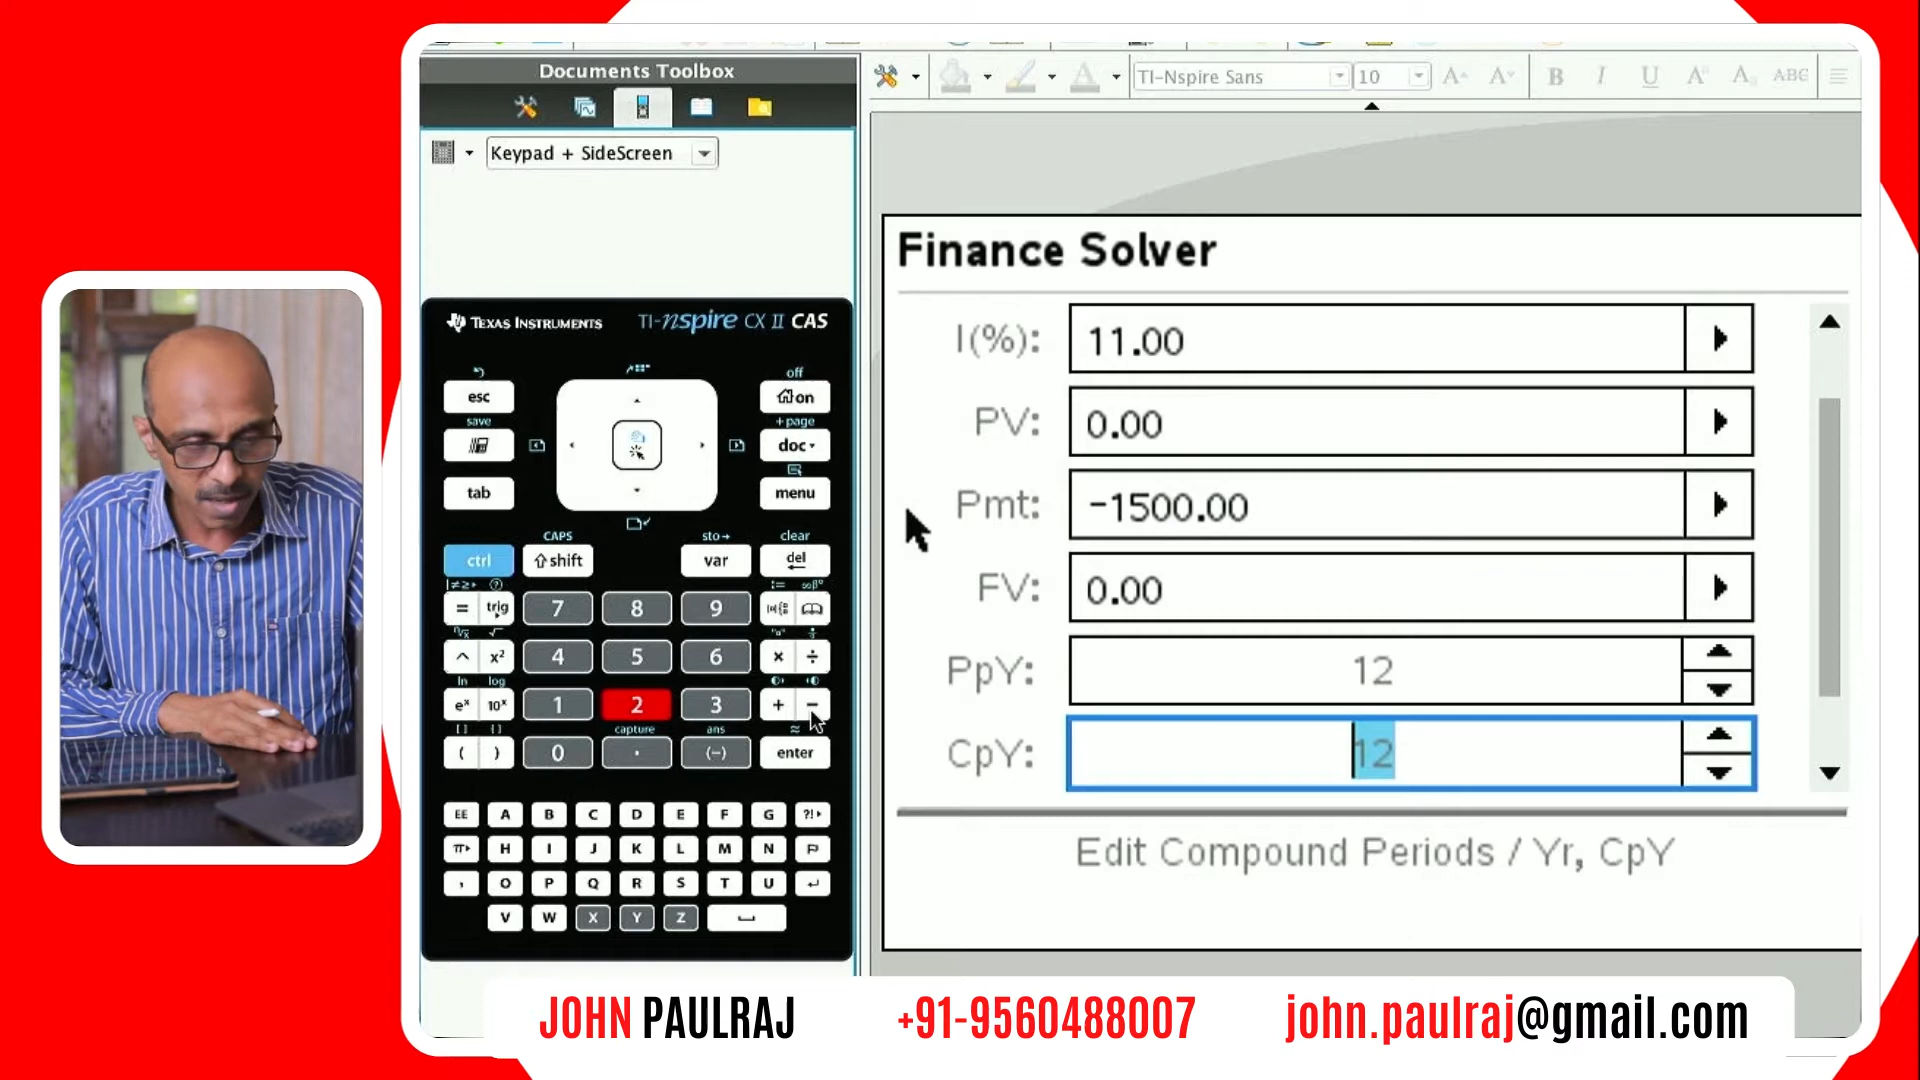 Documents Toolbox
Keypad + SideScreen
TI-Nspire Sans
10
B I U A A ABC
TEXAS INSTRUMENTS TI-nspire CX II CAS
off
esc
on
save
+page
doc
tab
menu
CAPS
sto→
clear
ctrl
shift
var
del
= trig 7 8 9
^ x² 4 5 6 × ÷
ln log
eˣ 10ˣ 1 2 3 + −
[ ] { } capture ans ≈
( ) 0 . (−) enter
EE A B C D E F G ?!▸
π▸ H I J K L M N
, O P Q R S T U ↵
V W X Y Z
Finance Solver
I(%): 11.00
PV: 0.00
Pmt: -1500.00
FV: 0.00
PpY: 12
CpY: 12
Edit Compound Periods / Yr, CpY
JOHN PAULRAJ +91-9560488007 john.paulraj@gmail.com